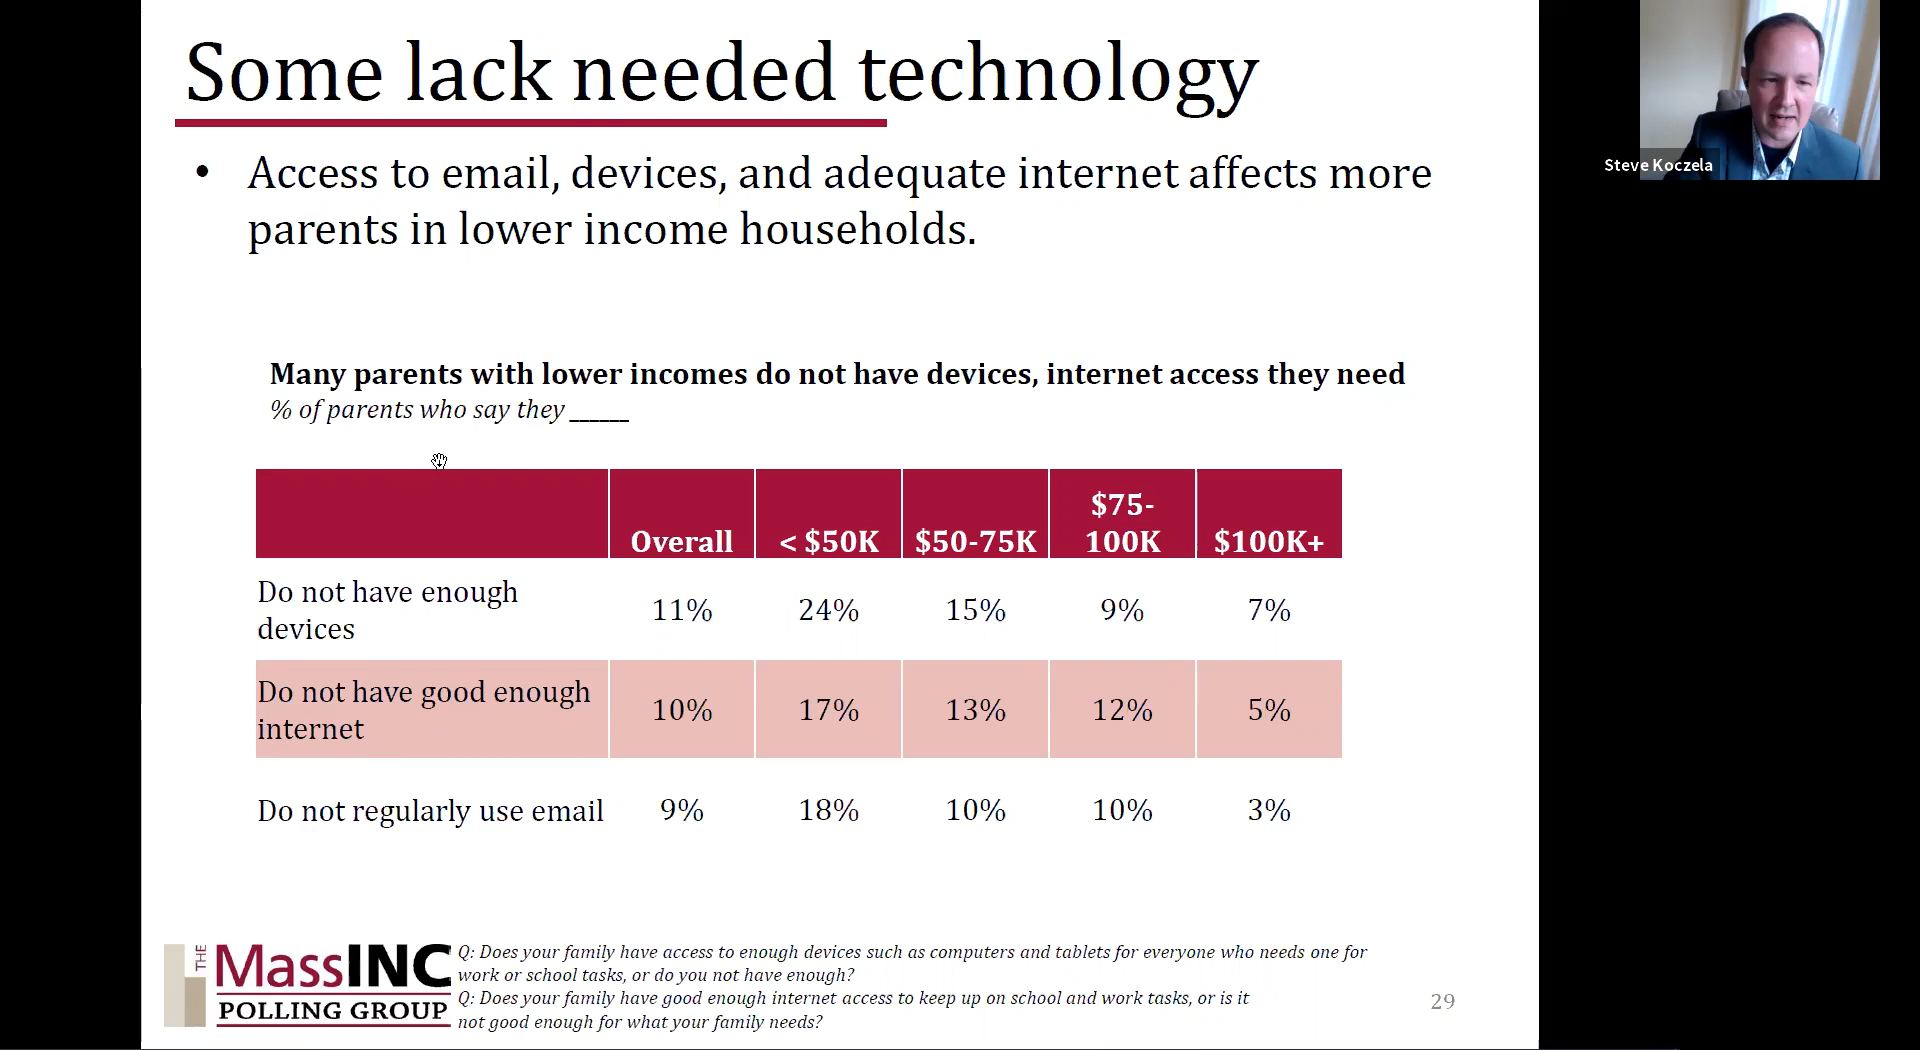 Some lack needed technology
• Access to email, devices, and adequate internet affects more
parents in lower income households.
Steve Koczela
Many parents with lower incomes do not have devices, internet access they need
% of parents who say they ______
Overall < $50K $50-75K $75-
100K $100K+
Do not have enough
devices 11% 24% 15% 9% 7%
Do not have good enough
internet 10% 17% 13% 12% 5%
Do not regularly use email 9% 18% 10% 10% 3%
THE
MassINC
POLLING GROUP
Q: Does your family have access to enough devices such as computers and tablets for everyone who needs one for
work or school tasks, or do you not have enough?
Q: Does your family have good enough internet access to keep up on school and work tasks, or is it
not good enough for what your family needs?
29